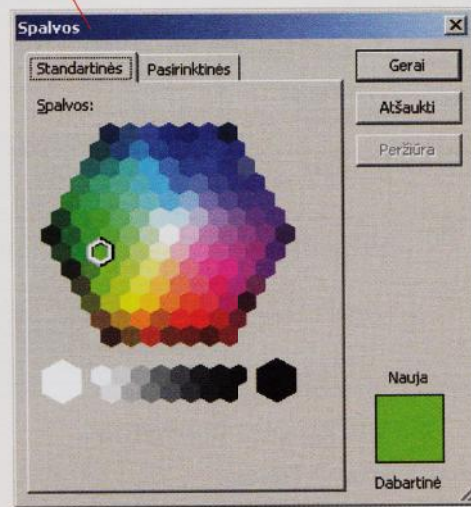 Spalvos
Standartinės Pasirinktinės
Spalvos:
Gerai
Atšaukti
Peržiūra
Nauja
Dabartinė